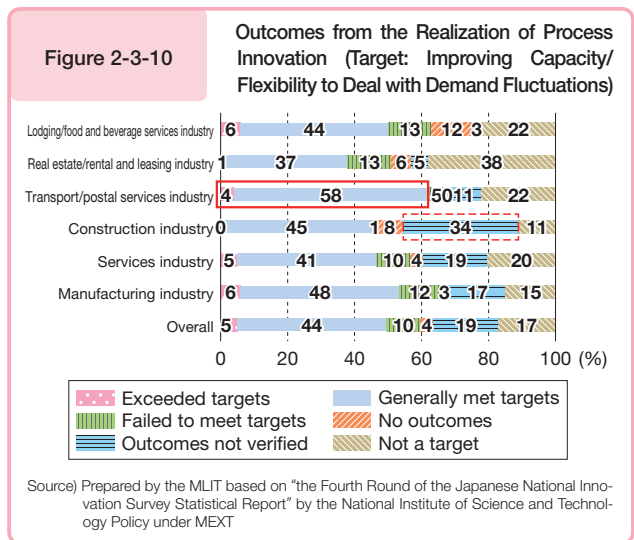 Figure 2-3-10
Outcomes from the Realization of Process
Innovation (Target: Improving Capacity/
Flexibility to Deal with Demand Fluctuations)
Lodging/food and beverage services industry 6 44 13 12 3 22
Real estate/rental and leasing industry 1 37 13 6 5 38
Transport/postal services industry 4 58 5 0 11 22
Construction industry 0 45 1 8 34 11
Services industry 5 41 10 4 19 20
Manufacturing industry 6 48 12 3 17 15
Overall 5 44 10 4 19 17
0 20 40 60 80 100 (%)
Exceeded targets Generally met targets
Failed to meet targets No outcomes
Outcomes not verified Not a target
Source) Prepared by the MLIT based on "the Fourth Round of the Japanese National Inno-
vation Survey Statistical Report" by the National Institute of Science and Technol-
ogy Policy under MEXT